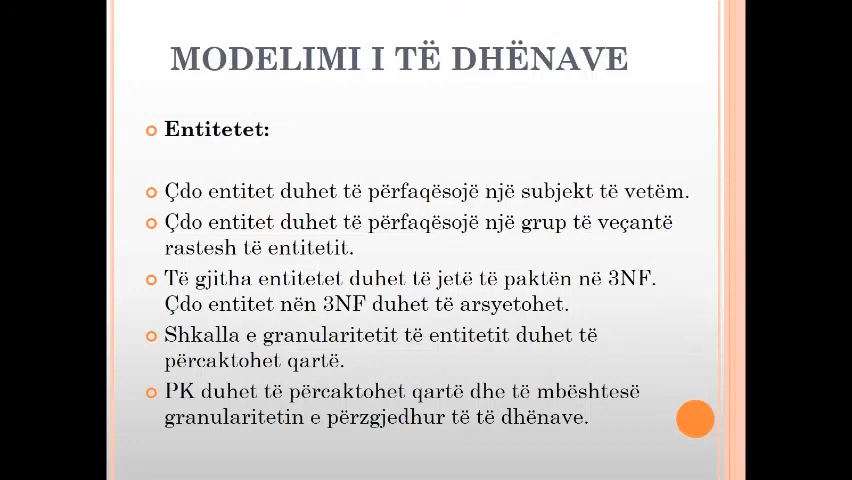 MODELIMI I TË DHËNAVE
Entitetet:
Çdo entitet duhet të përfaqësojë një subjekt të vetëm.
Çdo entitet duhet të përfaqësojë një grup të veçantë
rastesh të entitetit.
Të gjitha entitetet duhet të jetë të paktën në 3NF.
Çdo entitet nën 3NF duhet të arsyetohet.
Shkalla e granularitetit të entitetit duhet të
përcaktohet qartë.
PK duhet të përcaktohet qartë dhe të mbështesë
granularitetin e përzgjedhur të të dhënave.